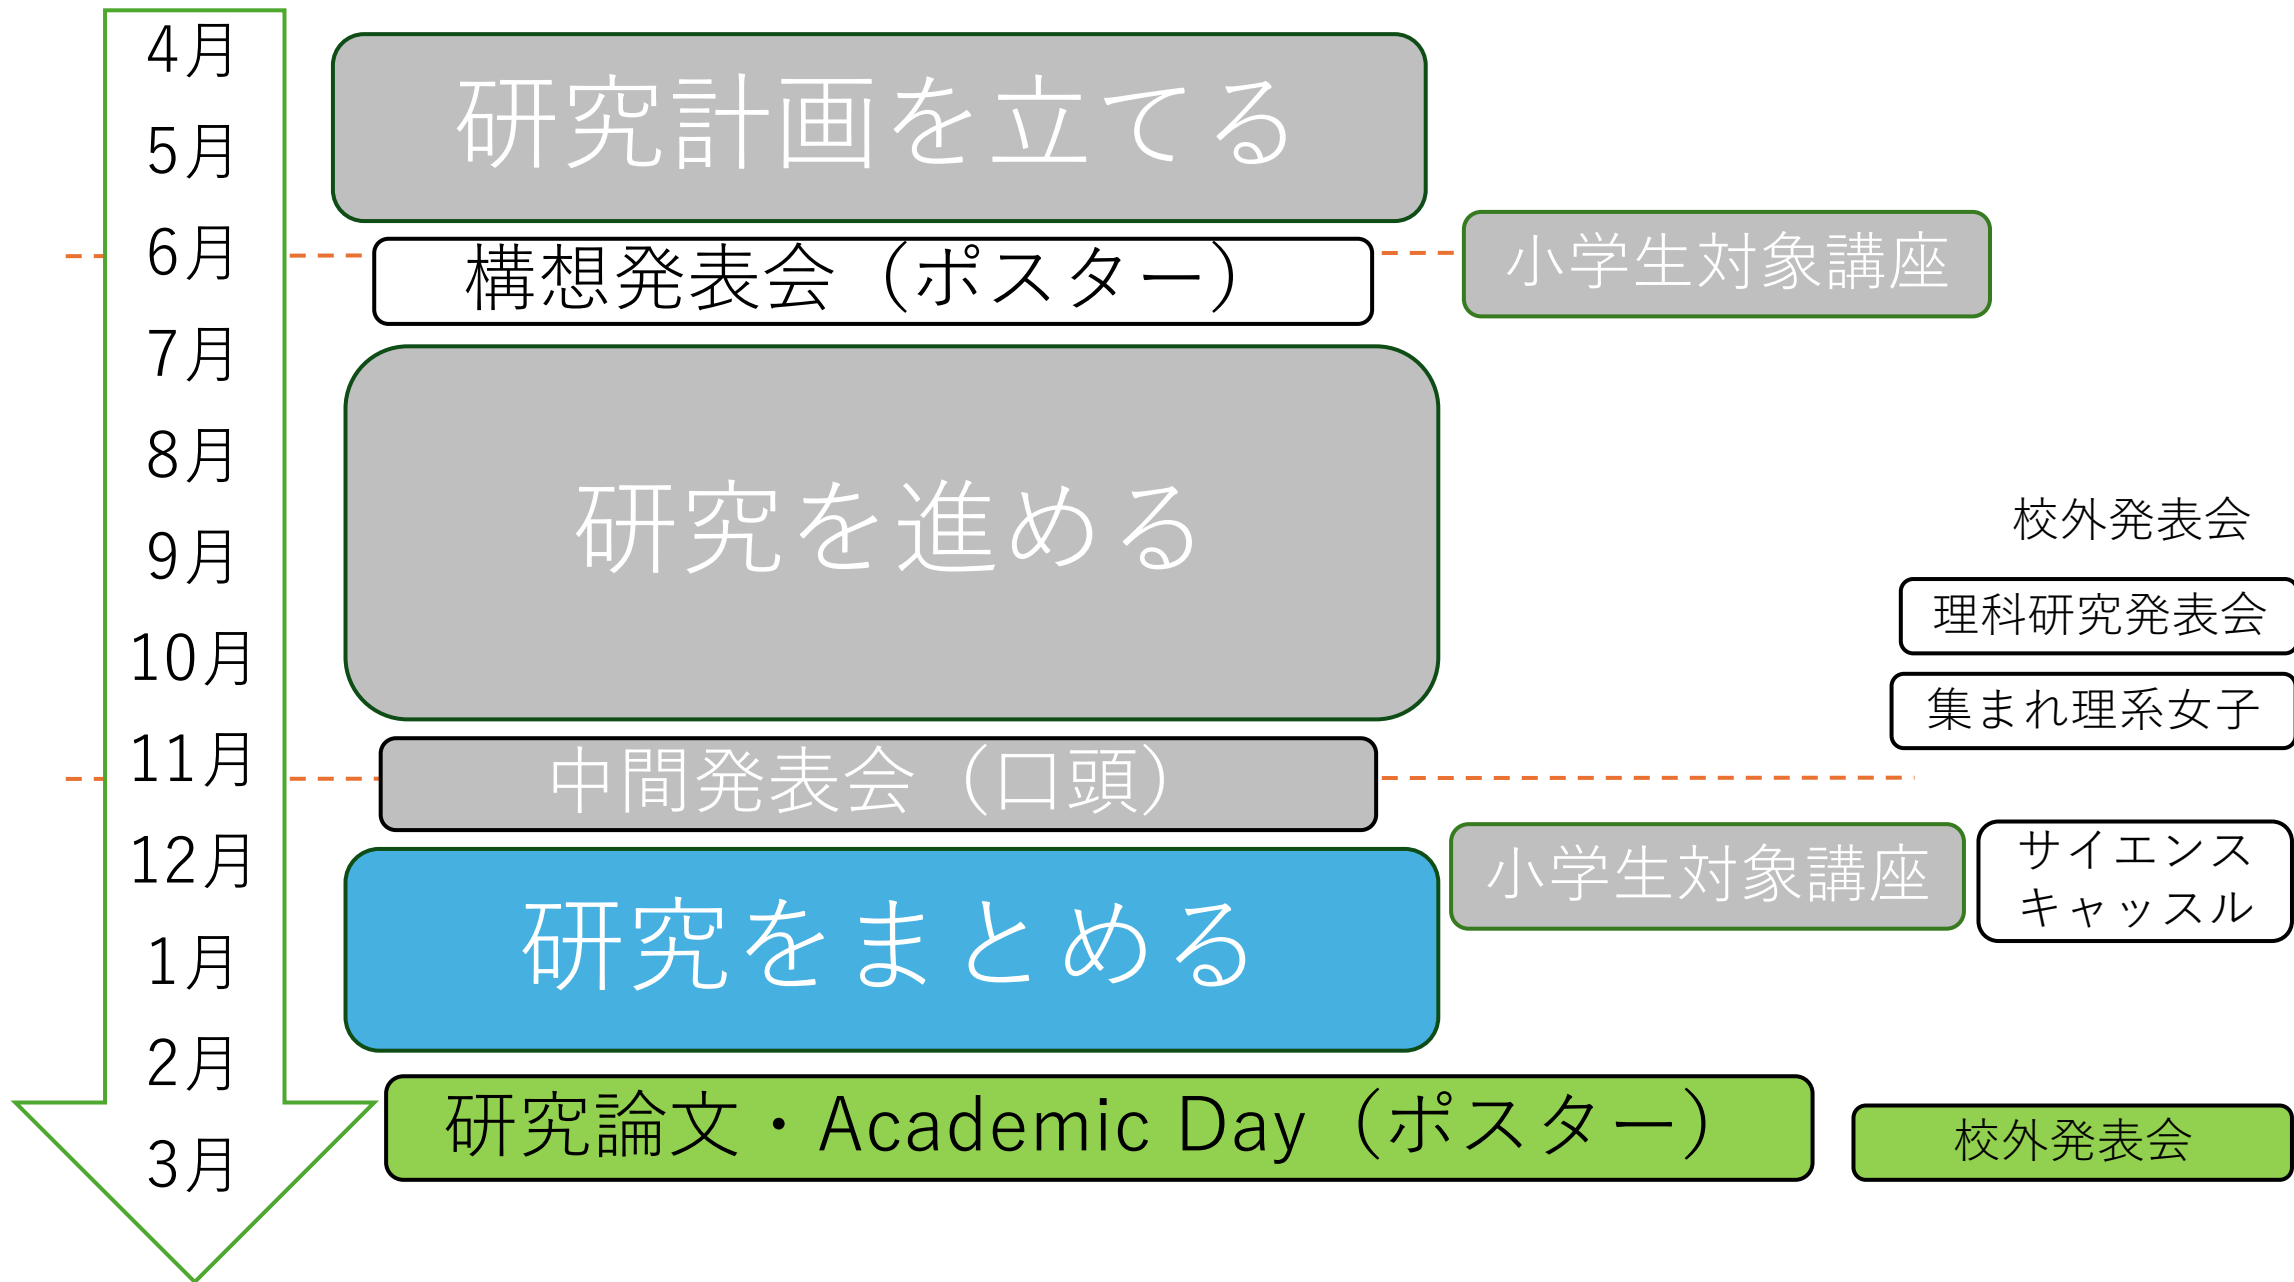 4月
5月
6月
7月
8月
9月
10月
11月
12月
1月
2月
3月
研究計画を立てる
構想発表会（ポスター）
小学生対象講座
研究を進める
校外発表会
理科研究発表会
集まれ理系女子
中間発表会（口頭）
小学生対象講座
サイエンス
キャッスル
研究をまとめる
研究論文・Academic Day（ポスター）
校外発表会